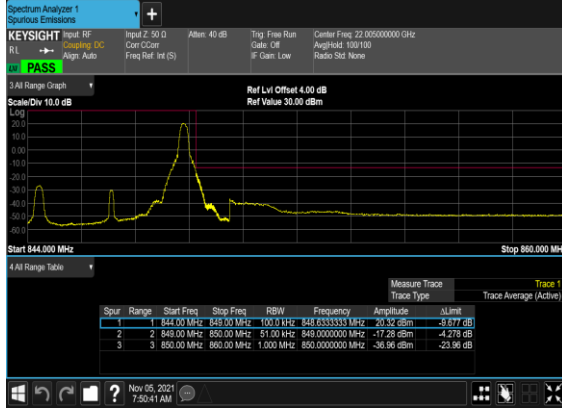 Spectrum Analyzer 1
Spurious Emissions
KEYSIGHT Input: RF Input Z: 50 Ω Atten: 40 dB Trig: Free Run Center Freq: 22.005000000 GHz
RL Coupling: DC Corr CCorr Gate: Off Avg|Hold: 100/100
Align: Auto Freq Ref: Int (S) IF Gain: Low Radio Std: None
PASS
3 All Range Graph
Ref Lvl Offset 4.00 dB
Scale/Div 10.0 dB Ref Value 30.00 dBm
Log
20.0
10.0
0.00
-10.0
-20.0
-30.0
-40.0
-50.0
-60.0
Start 844.000 MHz Stop 860.000 MH
4 All Range Table
Measure Trace Trace 1
Trace Type Trace Average (Active)
Spur Range Start Freq Stop Freq RBW Frequency Amplitude ΔLimit
1 1 844.00 MHz 849.00 MHz 100.0 kHz 848.6333333 MHz 20.32 dBm -9.677 dB
2 2 849.00 MHz 850.00 MHz 51.00 kHz 849.0000000 MHz -17.28 dBm -4.278 dB
3 3 850.00 MHz 860.00 MHz 1.000 MHz 850.0000000 MHz -36.96 dBm -23.96 dB
Nov 05, 2021
7:50:41 AM